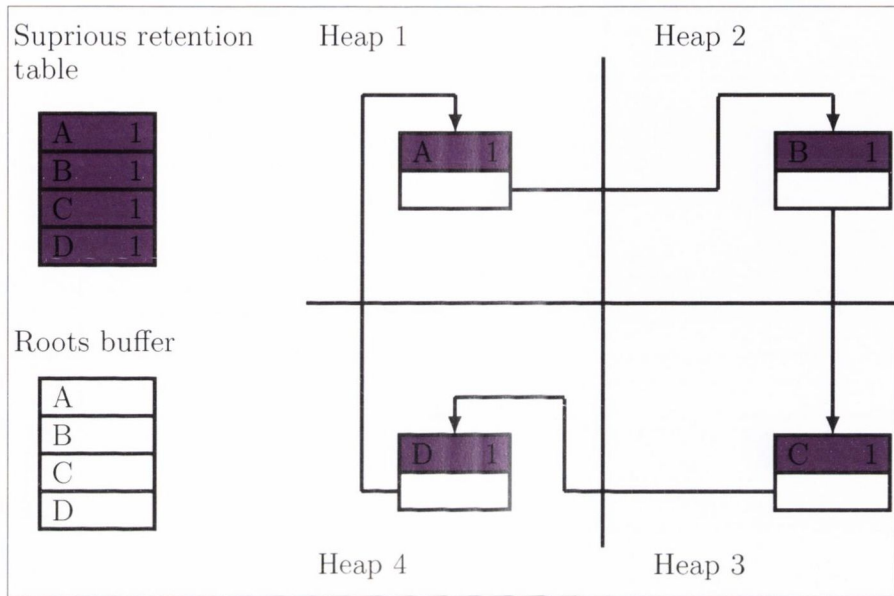 Suprious retention
table
A 1
B 1
C 1
D 1
Roots buffer
A
B
C
D
Heap 1
A 1
Heap 2
B 1
D 1
Heap 4
C 1
Heap 3